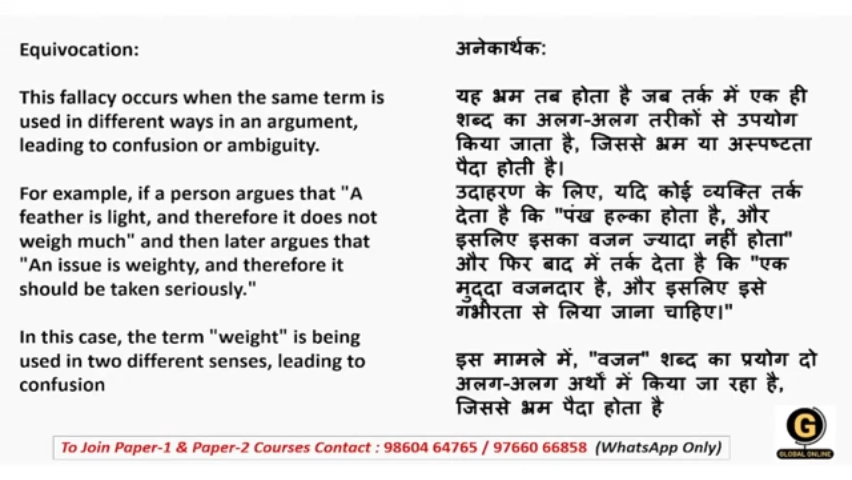 Equivocation:
This fallacy occurs when the same term is
used in different ways in an argument,
leading to confusion or ambiguity.
For example, if a person argues that "A
feather is light, and therefore it does not
weigh much" and then later argues that
"An issue is weighty, and therefore it
should be taken seriously."
In this case, the term "weight" is being
used in two different senses, leading to
confusion
अनेकार्थक:
यह भ्रम तब होता है जब तर्क में एक ही
शब्द का अलग-अलग तरीकों से उपयोग
किया जाता है, जिससे भ्रम या अस्पष्टता
पैदा होती है।
उदाहरण के लिए, यदि कोई व्यक्ति तर्क
देता है कि "पंख हल्का होता है, और
इसलिए इसका वजन ज्यादा नहीं होता"
और फिर बाद में तर्क देता है कि "एक
मुद्दा वजनदार है, और इसलिए इसे
गंभीरता से लिया जाना चाहिए।"
इस मामले में, "वजन" शब्द का प्रयोग दो
अलग-अलग अर्थों में किया जा रहा है,
जिससे भ्रम पैदा होता है
To Join Paper-1 & Paper-2 Courses Contact : 98604 64765 / 97660 66858 (WhatsApp Only)
G
GLOBAL ONLINE